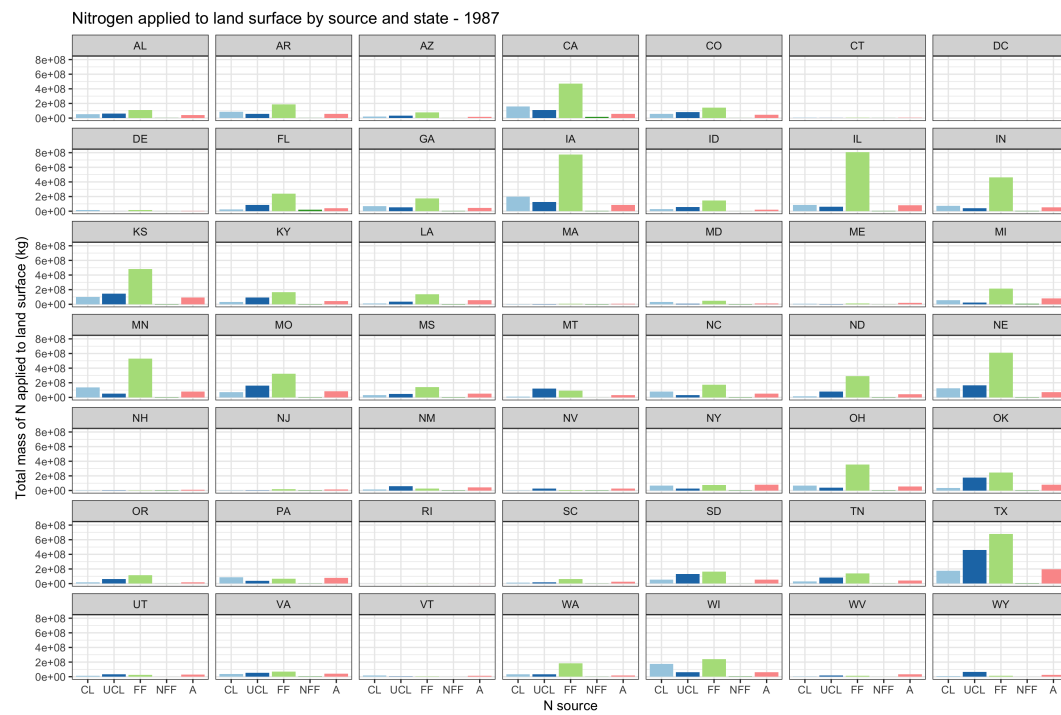 Nitrogen applied to land surface by source and state - 1987
AL AR AZ CA CO CT DC
8e+08
6e+08
4e+08
2e+08
0e+00
DE FL GA IA ID IL IN
8e+08
6e+08
4e+08
2e+08
0e+00
KS KY LA MA MD ME MI
8e+08
6e+08
4e+08
2e+08
0e+00
MN MO MS MT NC ND NE
8e+08
6e+08
4e+08
2e+08
0e+00
NH NJ NM NV NY OH OK
8e+08
6e+08
4e+08
2e+08
0e+00
OR PA RI SC SD TN TX
8e+08
6e+08
4e+08
2e+08
0e+00
UT VA VT WA WI WV WY
8e+08
6e+08
4e+08
2e+08
0e+00
CL UCL FF NFF A CL UCL FF NFF A CL UCL FF NFF A CL UCL FF NFF A CL UCL FF NFF A CL UCL FF NFF A CL UCL FF NFF A
N source
Total mass of N applied to land surface (kg)